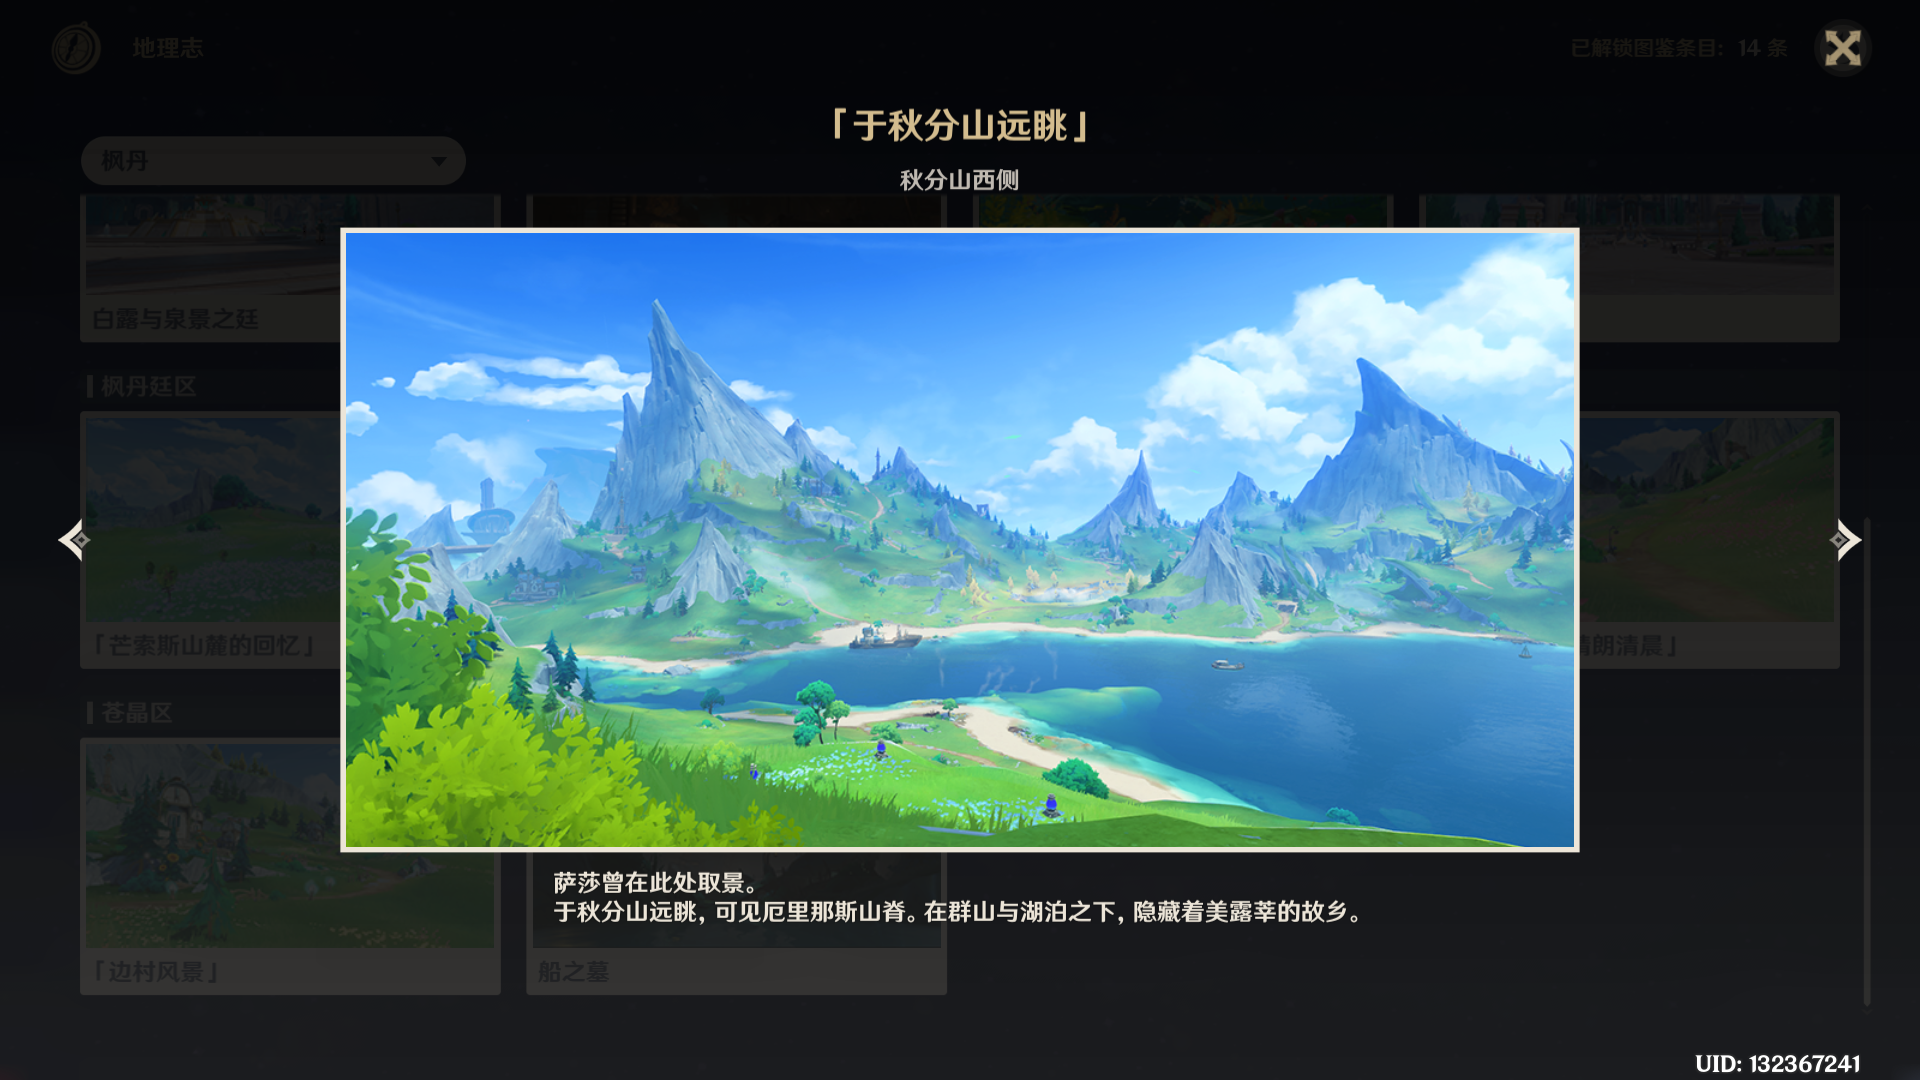 地理志
已解锁图鉴条目: 14 条
「于秋分山远眺」
枫丹
秋分山西侧
白露与泉景之廷
枫丹廷区
「芒索斯山麓的回忆」
晴朗清晨」
苍晶区
萨莎曾在此处取景。
于秋分山远眺, 可见厄里那斯山脊。在群山与湖泊之下, 隐藏着美露莘的故乡。
「边村风景」
船之墓
UID: 132367241